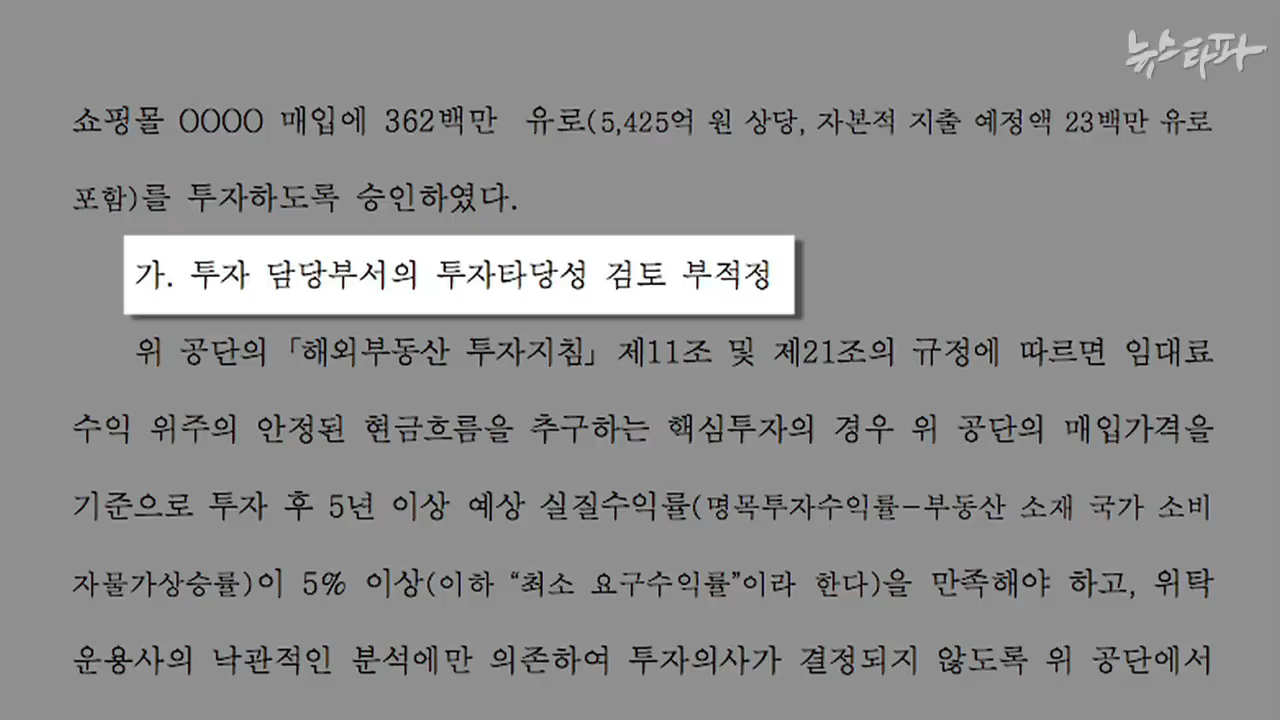 뉴스타파
쇼핑몰 OOOO 매입에 362백만 유로(5,425억 원 상당, 자본적 지출 예정액 23백만 유로
포함)를 투자하도록 승인하였다.
가. 투자 담당부서의 투자타당성 검토 부적정
위 공단의 「해외부동산 투자지침」 제11조 및 제21조의 규정에 따르면 임대료
수익 위주의 안정된 현금흐름을 추구하는 핵심투자의 경우 위 공단의 매입가격을
기준으로 투자 후 5년 이상 예상 실질수익률(명목투자수익률-부동산 소재 국가 소비
자물가상승률)이 5% 이상(이하 “최소 요구수익률”이라 한다)을 만족해야 하고, 위탁
운용사의 낙관적인 분석에만 의존하여 투자의사가 결정되지 않도록 위 공단에서